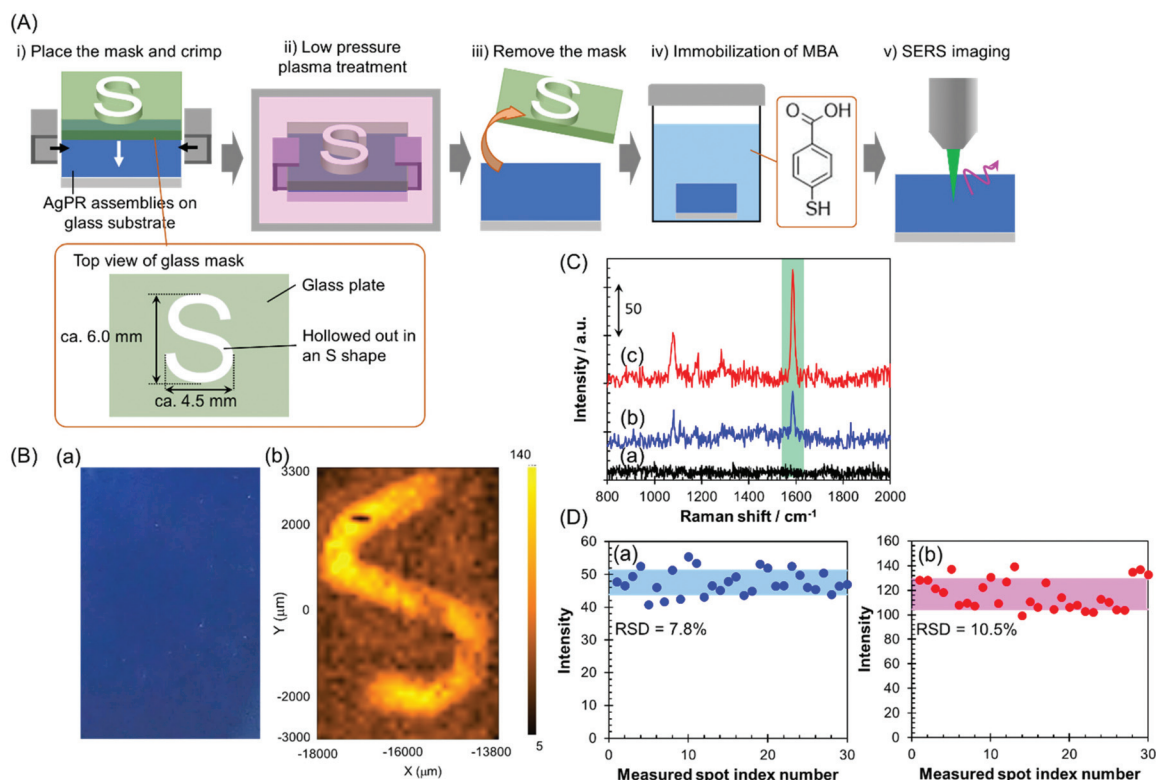 (A)
i) Place the mask and crimp
ii) Low pressure
plasma treatment
iii) Remove the mask
iv) Immobilization of MBA
v) SERS imaging
S
S
S
AgPR assemblies on
glass substrate
O
OH
SH
Top view of glass mask
S
Glass plate
Hollowed out in
an S shape
ca. 6.0 mm
ca. 4.5 mm
(B)
(a)
(b)
140
...
5
3300
2000
0
-2000
-3000
Y (μm)
-18000
-16000
-13800
X (μm)
(C)
Intensity / a.u.
50
(c)
(b)
(a)
800 1000 1200 1400 1600 1800 2000
Raman shift / cm-1
(D)
(a)
60
50
40
30
20
10
0
Intensity
RSD = 7.8%
0 10 20 30
Measured spot index number
(b)
160
140
120
100
80
60
40
20
0
Intensity
RSD = 10.5%
0 10 20 30
Measured spot index number